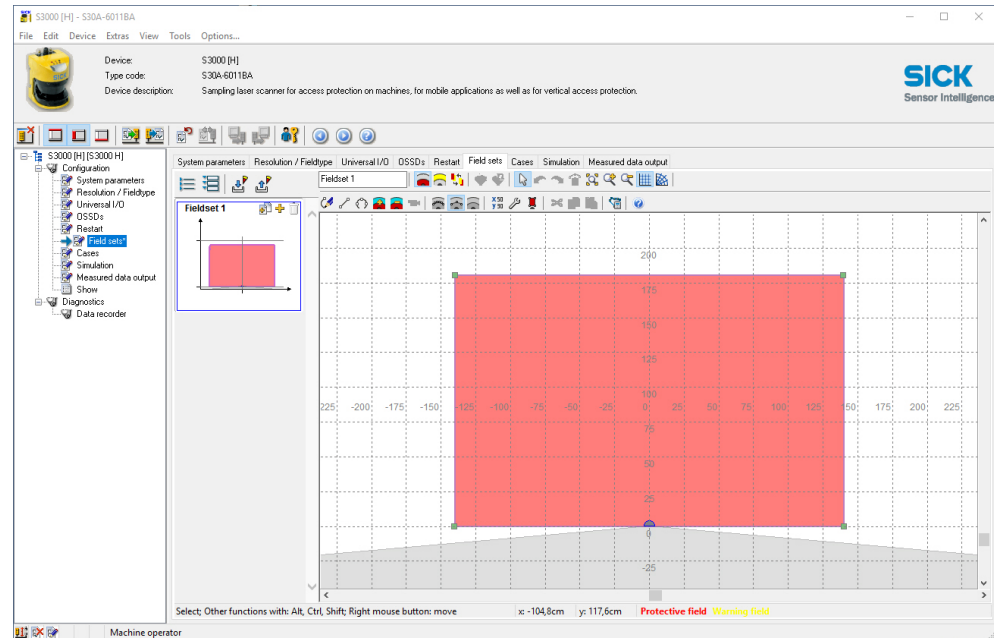 S3000 [H] - S30A-6011BA
File Edit Device Extras View Tools Options...
Device: S3000 [H]
Type code: S30A-6011BA
Device description: Sampling laser scanner for access protection on machines, for mobile applications as well as for vertical access protection.
SICK
Sensor Intelligence
S3000 [H] [S3000 H]
Configuration
System parameters
Resolution / Fieldtype
Universal I/O
OSSDs
Restart
Field sets*
Cases
Simulation
Measured data output
Show
Diagnostics
Data recorder
System parameters Resolution / Fieldtype Universal I/O OSSDs Restart Field sets Cases Simulation Measured data output
Fieldset 1
Fieldset 1
200
175
150
125
100
225 -200 -175 -150 -125 -100 -75 -50 -25 0 25 50 75 100 125 150 175 200 225
75
50
25
0
-25
Select; Other functions with: Alt, Ctrl, Shift; Right mouse button: move x: -104,8cm y: 117,6cm Protective field Warning field
Machine operator